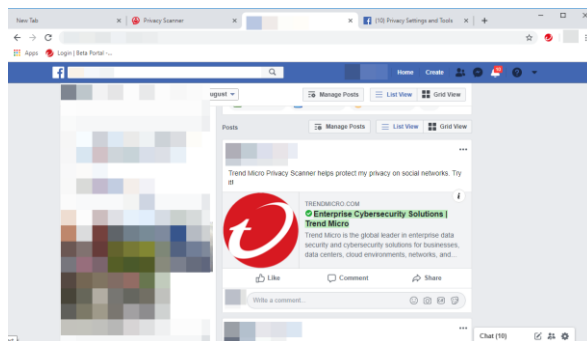 New Tab
Privacy Scanner
(10) Privacy Settings and Tools
Apps
Login | Beta Portal -...
Home
Create
ugust
Manage Posts
List View
Grid View
Posts
Manage Posts
List View
Grid View
Trend Micro Privacy Scanner helps protect my privacy on social networks. Try
it!
TRENDMICRO.COM
Enterprise Cybersecurity Solutions |
Trend Micro
Trend Micro is the global leader in enterprise data
security and cybersecurity solutions for businesses,
data centers, cloud environments, networks, and...
Like
Comment
Share
Write a comment...
Chat (10)